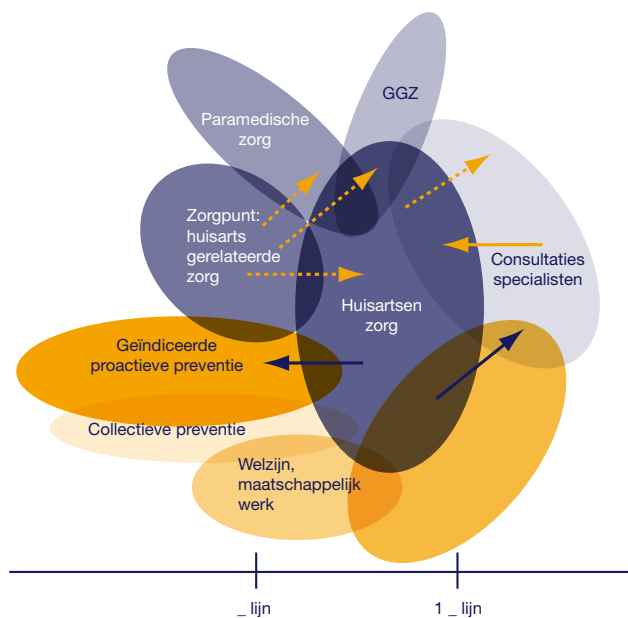 GGZ
Paramedische
zorg
Zorgpunt:
huisarts
gerelateerde
zorg
Consultaties
specialisten
Huisartsen
zorg
Geïndiceerde
proactieve preventie
Collectieve preventie
Welzijn,
maatschappelijk
werk
_ lijn
1 _ lijn